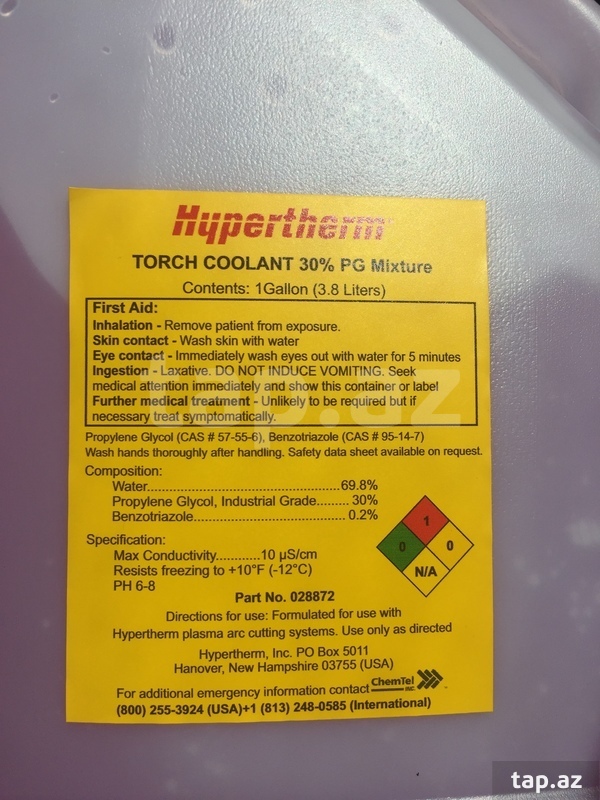 Hypertherm
TORCH COOLANT 30% PG Mixture
Contents: 1Gallon (3.8 Liters)
First Aid:
Inhalation - Remove patient from exposure.
Skin contact - Wash skin with water
Eye contact - Immediately wash eyes out with water for 5 minutes
Ingestion - Laxative. DO NOT INDUCE VOMITING. Seek
medical attention immediately and show this container or label
Further medical treatment - Unlikely to be required but if
necessary treat symptomatically.
tap.az
Propylene Glycol (CAS # 57-55-6), Benzotriazole (CAS # 95-14-7)
Wash hands thoroughly after handling. Safety data sheet available on request.
Composition:
Water........................................69.8%
Propylene Glycol, Industrial Grade......30%
Benzotriazole................................. 0.2%
1
0
0
N/A
Specification:
Max Conductivity............10 µS/cm
Resists freezing to +10°F (-12°C)
PH 6-8
Part No. 028872
Directions for use: Formulated for use with
Hypertherm plasma arc cutting systems. Use only as directed
Hypertherm, Inc. PO Box 5011
Hanover, New Hampshire 03755 (USA)
For additional emergency information contact ChemTel INC.
(800) 255-3924 (USA)+1 (813) 248-0585 (International)
tap.az